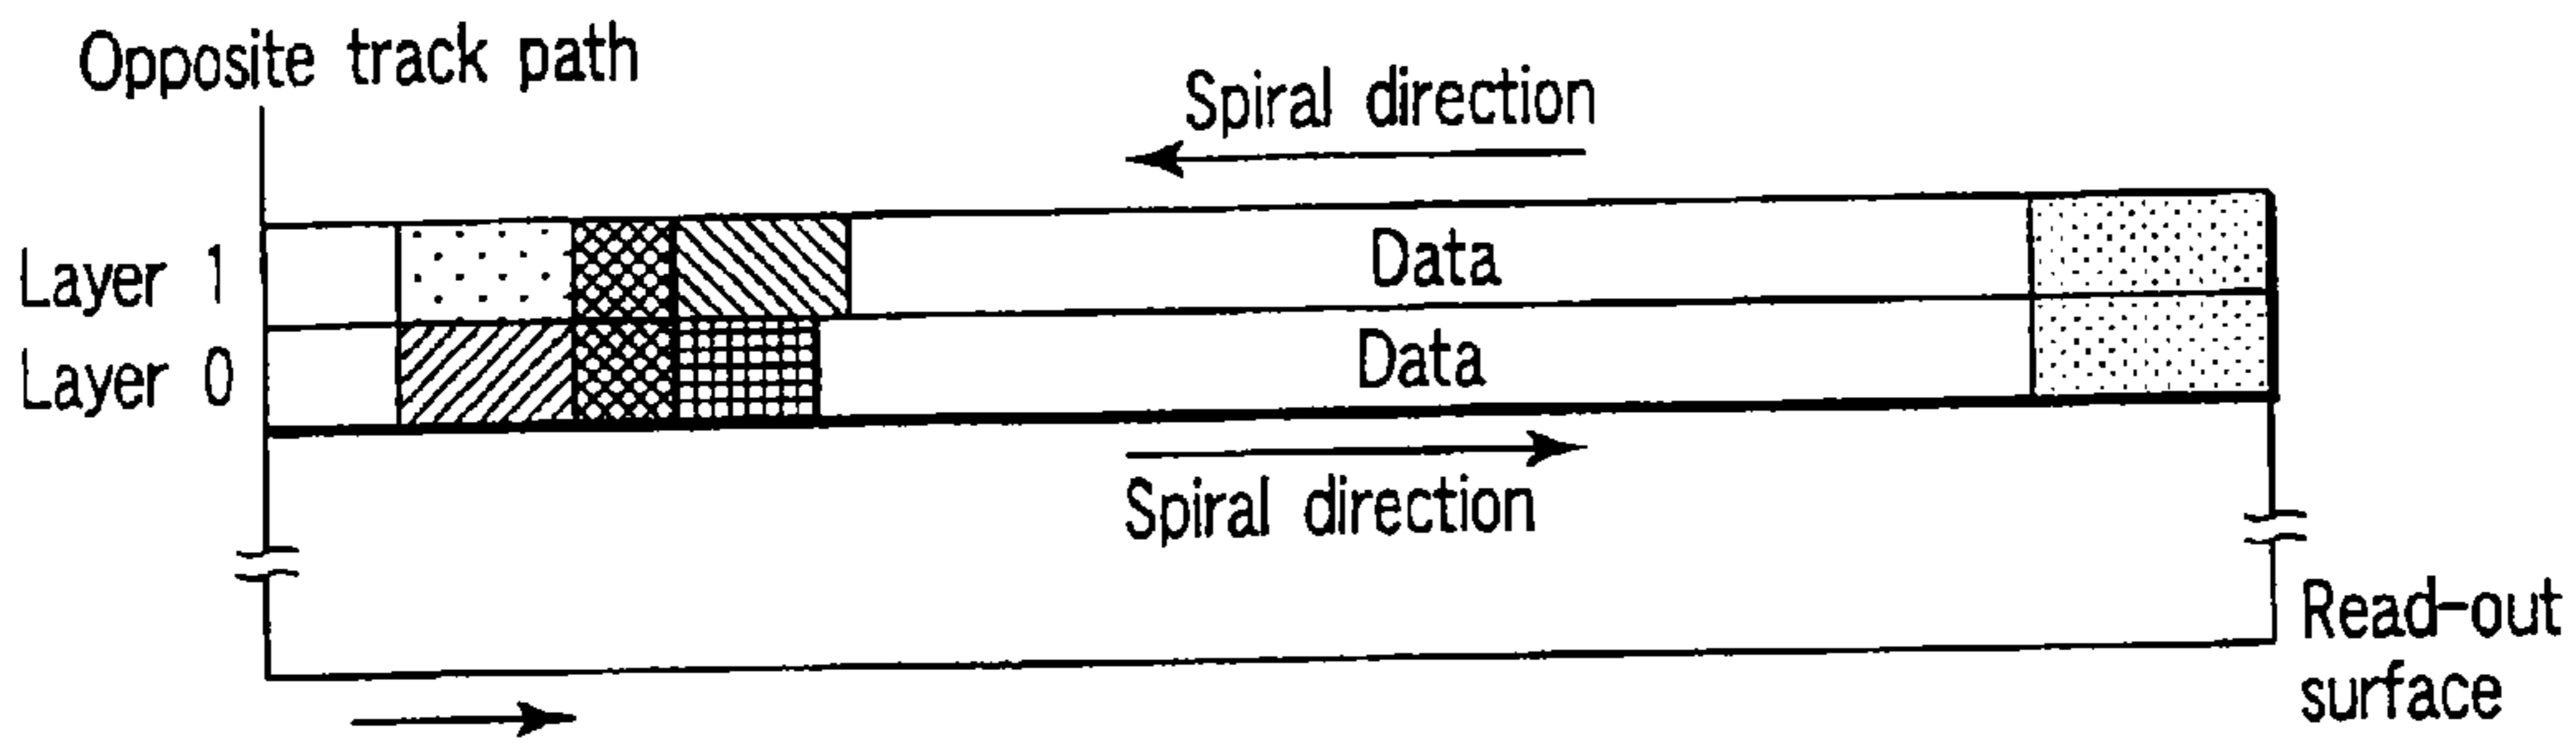 Opposite track path
Spiral direction
Layer 1
Data
Layer 0
Data
Spiral direction
Read-out
surface